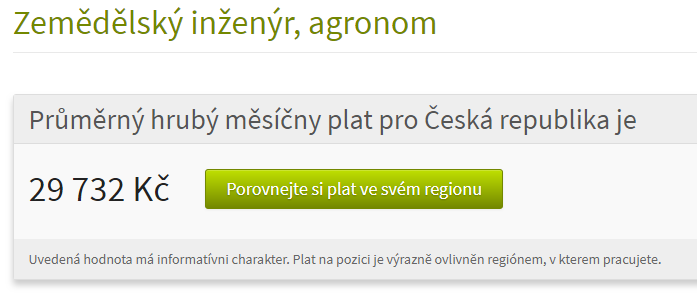 Zemědělský inženýr, agronom
Průměrný hrubý měsíčny plat pro Česká republika je
29 732 Kč
Porovnejte si plat ve svém regionu
Uvedená hodnota má informatívni charakter. Plat na pozici je výrazně ovlivněn regiónem, v kterem pracujete.